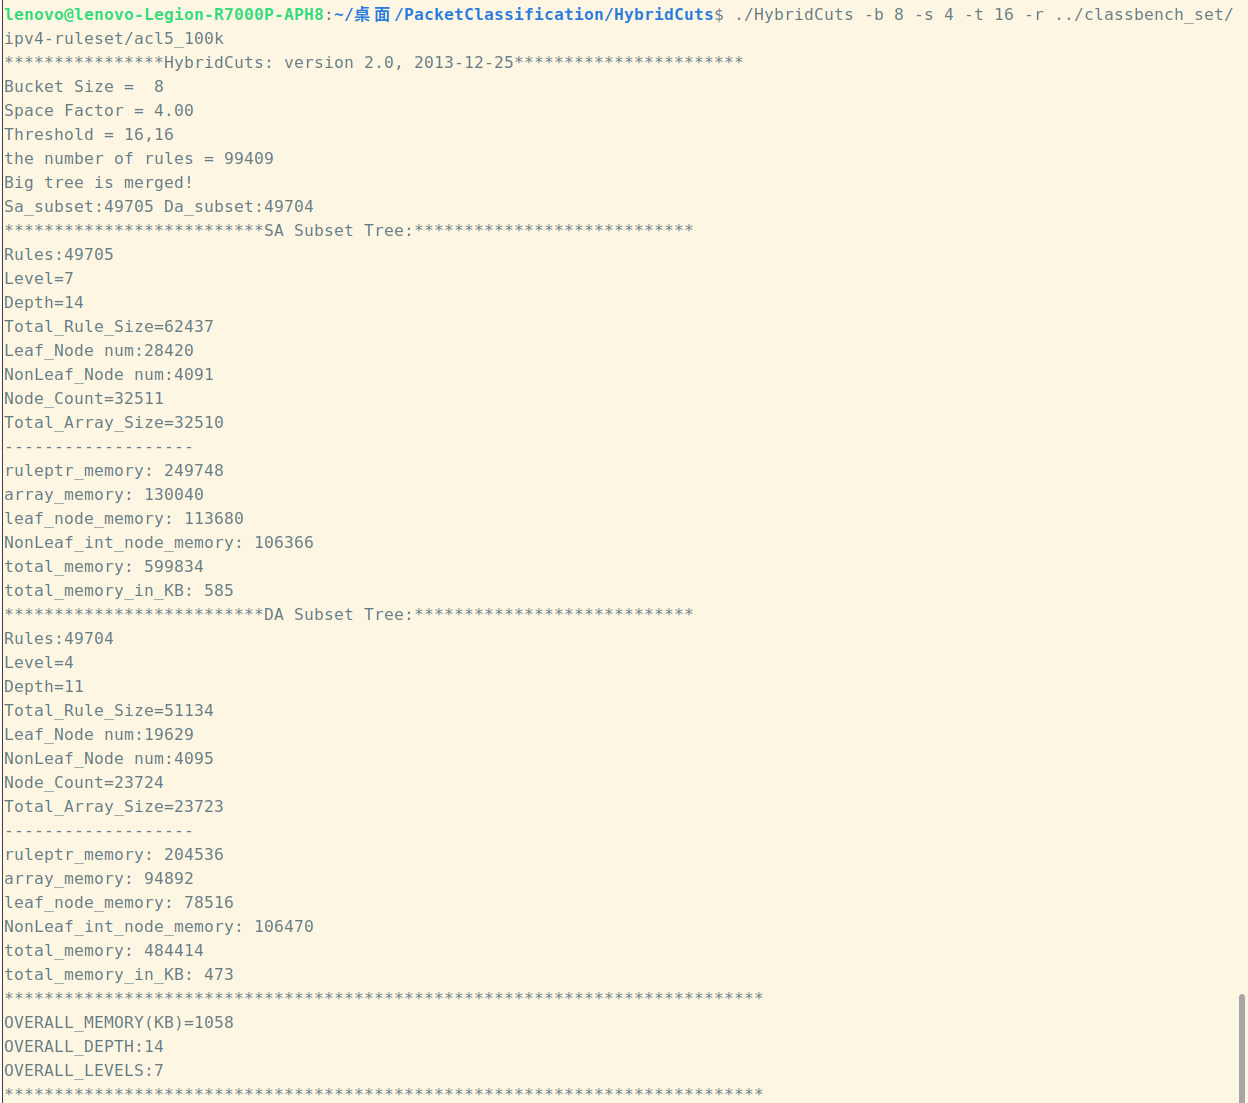 lenovo@lenovo-Legion-R7000P-APH8:~/桌面/PacketClassification/HybridCuts$ ./HybridCuts -b 8 -s 4 -t 16 -r ../classbench_set/
ipv4-ruleset/acl5_100k
****************HybridCuts: version 2.0, 2013-12-25***********************
Bucket Size =  8
Space Factor = 4.00
Threshold = 16,16
the number of rules = 99409
Big tree is merged!
Sa_subset:49705 Da_subset:49704
**************************SA Subset Tree:****************************
Rules:49705
Level=7
Depth=14
Total_Rule_Size=62437
Leaf_Node num:28420
NonLeaf_Node num:4091
Node_Count=32511
Total_Array_Size=32510
-------------------
ruleptr_memory: 249748
array_memory: 130040
leaf_node_memory: 113680
NonLeaf_int_node_memory: 106366
total_memory: 599834
total_memory_in_KB: 585
**************************DA Subset Tree:****************************
Rules:49704
Level=4
Depth=11
Total_Rule_Size=51134
Leaf_Node num:19629
NonLeaf_Node num:4095
Node_Count=23724
Total_Array_Size=23723
-------------------
ruleptr_memory: 204536
array_memory: 94892
leaf_node_memory: 78516
NonLeaf_int_node_memory: 106470
total_memory: 484414
total_memory_in_KB: 473
****************************************************************************
OVERALL_MEMORY(KB)=1058
OVERALL_DEPTH:14
OVERALL_LEVELS:7
****************************************************************************